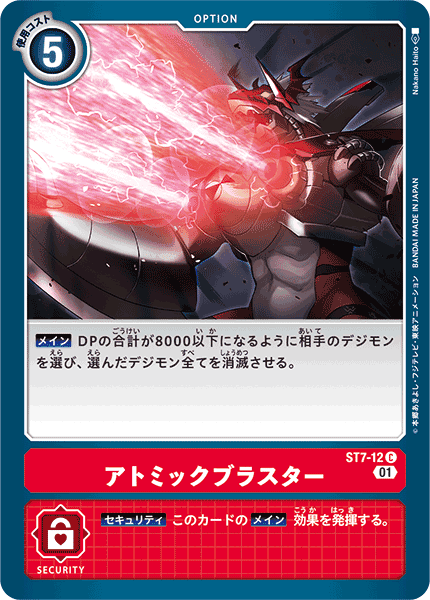 OPTION
使用コスト
5
Nakano Haito
BANDAI MADE IN JAPAN
©本郷あきよし・フジテレビ・東映アニメーション
メイン DPの合計が8000以下になるように相手のデジモン
を選び、選んだデジモン全てを消滅させる。
ST7-12 C
アトミックブラスター
01
セキュリティ このカードの メイン 効果を発揮する。
SECURITY